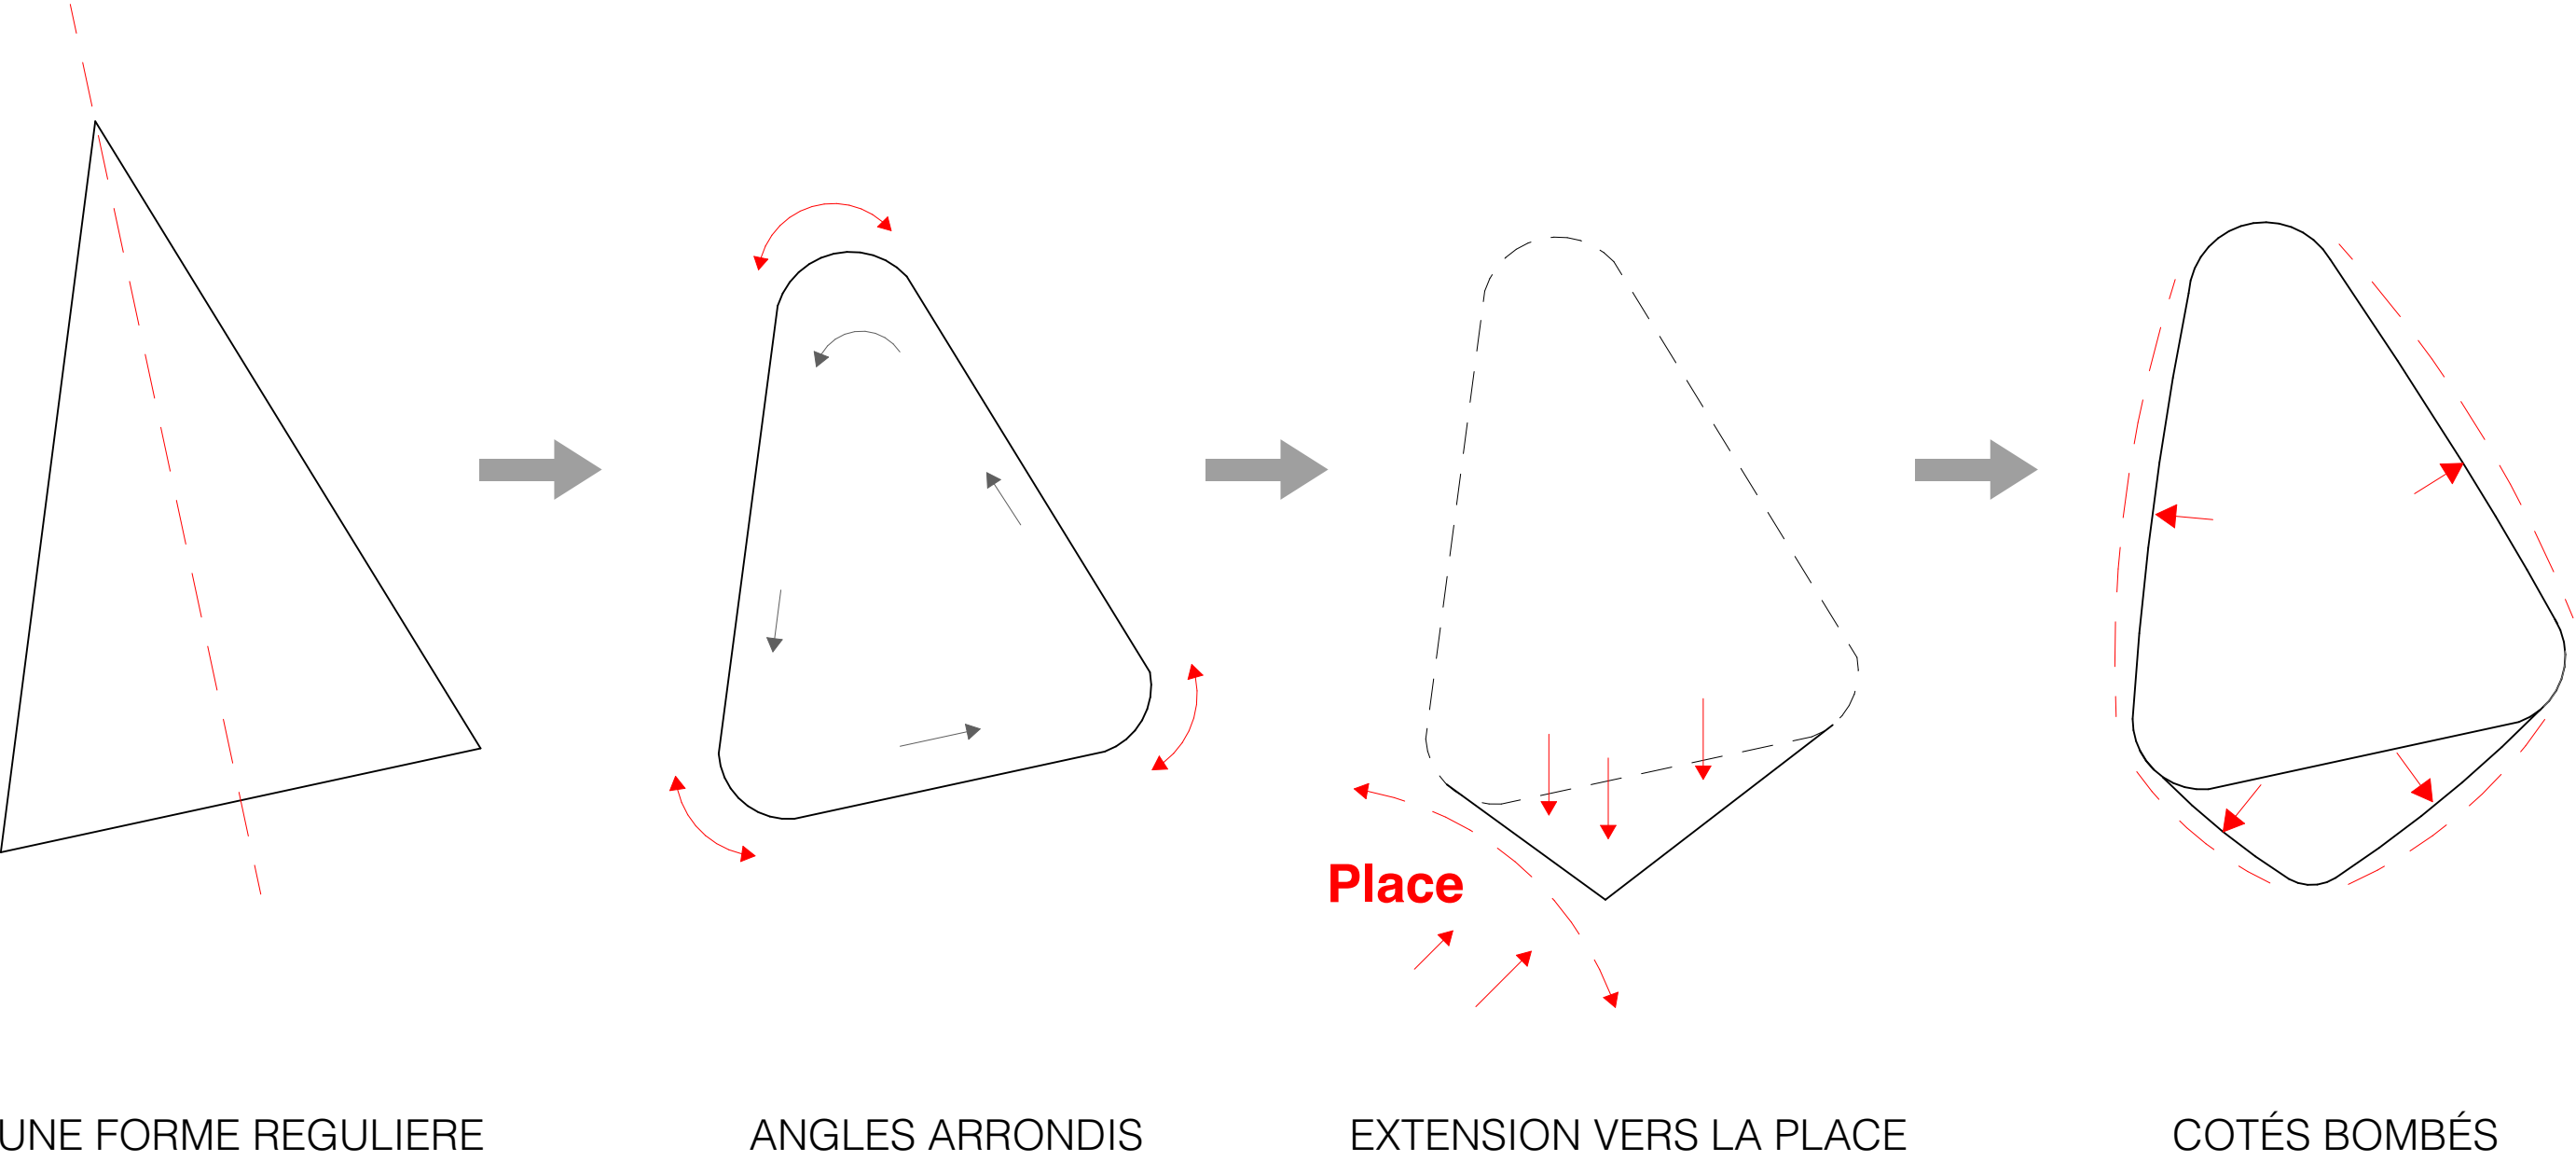 Place
UNE FORME REGULIERE
ANGLES ARRONDIS
EXTENSION VERS LA PLACE
COTÉS BOMBÉS